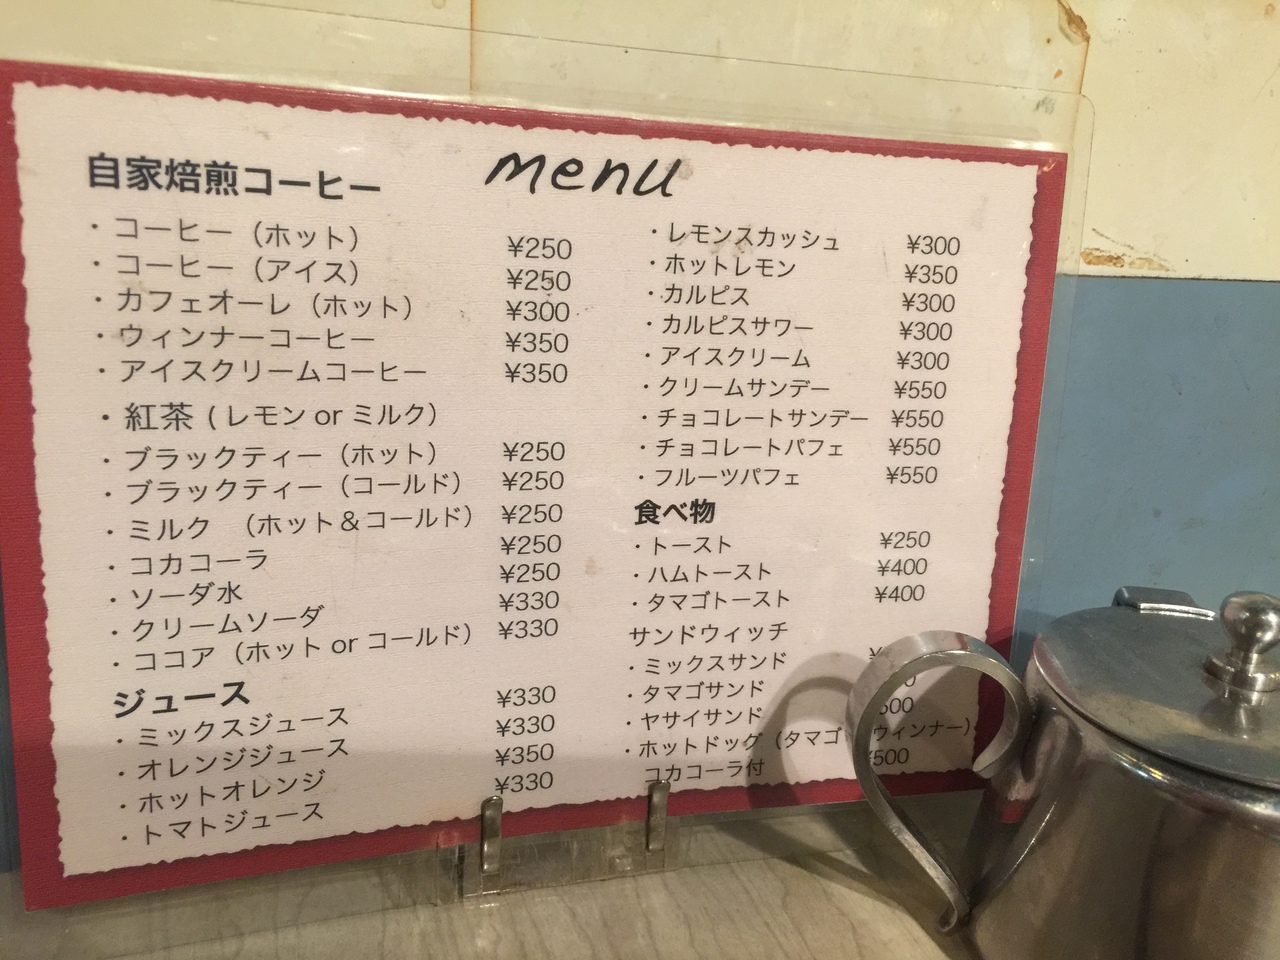 menu
自家焙煎コーヒー
・コーヒー（ホット） ¥250
・コーヒー（アイス） ¥250
・カフェオーレ（ホット） ¥300
・ウィンナーコーヒー ¥350
・アイスクリームコーヒー ¥350
・紅茶（レモン or ミルク）
・ブラックティー（ホット） ¥250
・ブラックティー（コールド） ¥250
・ミルク （ホット＆コールド） ¥250
・コカコーラ ¥250
・ソーダ水 ¥250
・クリームソーダ ¥330
・ココア（ホット or コールド） ¥330
ジュース
・ミックスジュース ¥330
・オレンジジュース ¥330
・ホットオレンジ ¥350
・トマトジュース ¥330
・レモンスカッシュ ¥300
・ホットレモン ¥350
・カルピス ¥300
・カルピスサワー ¥300
・アイスクリーム ¥300
・クリームサンデー ¥550
・チョコレートサンデー ¥550
・チョコレートパフェ ¥550
・フルーツパフェ ¥550
食べ物
・トースト ¥250
・ハムトースト ¥400
・タマゴトースト ¥400
サンドウィッチ
・ミックスサンド
・タマゴサンド
・ヤサイサンド
・ホットドッグ（タマゴ ウィンナー）
コカコーラ付 ¥500